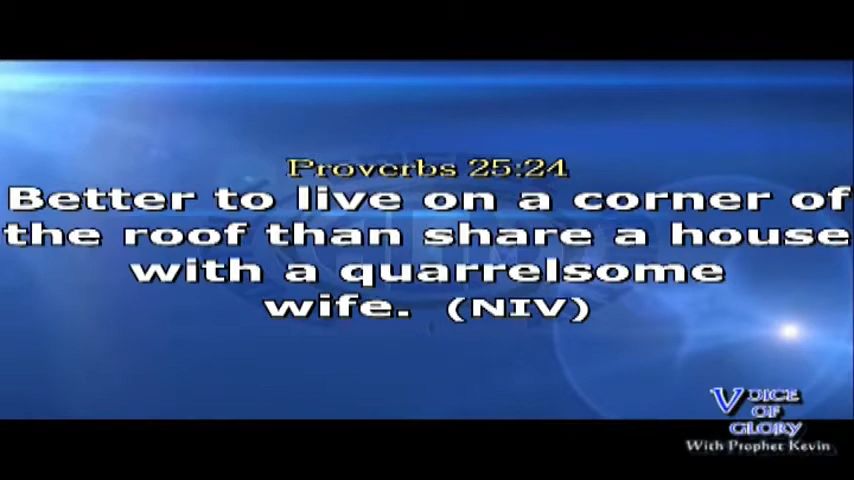 Proverbs 25:24
Better to live on a corner of
the roof than share a house
with a quarrelsome
wife. (NIV)
VOICE
OF
GLORY
With Prophet Kevin